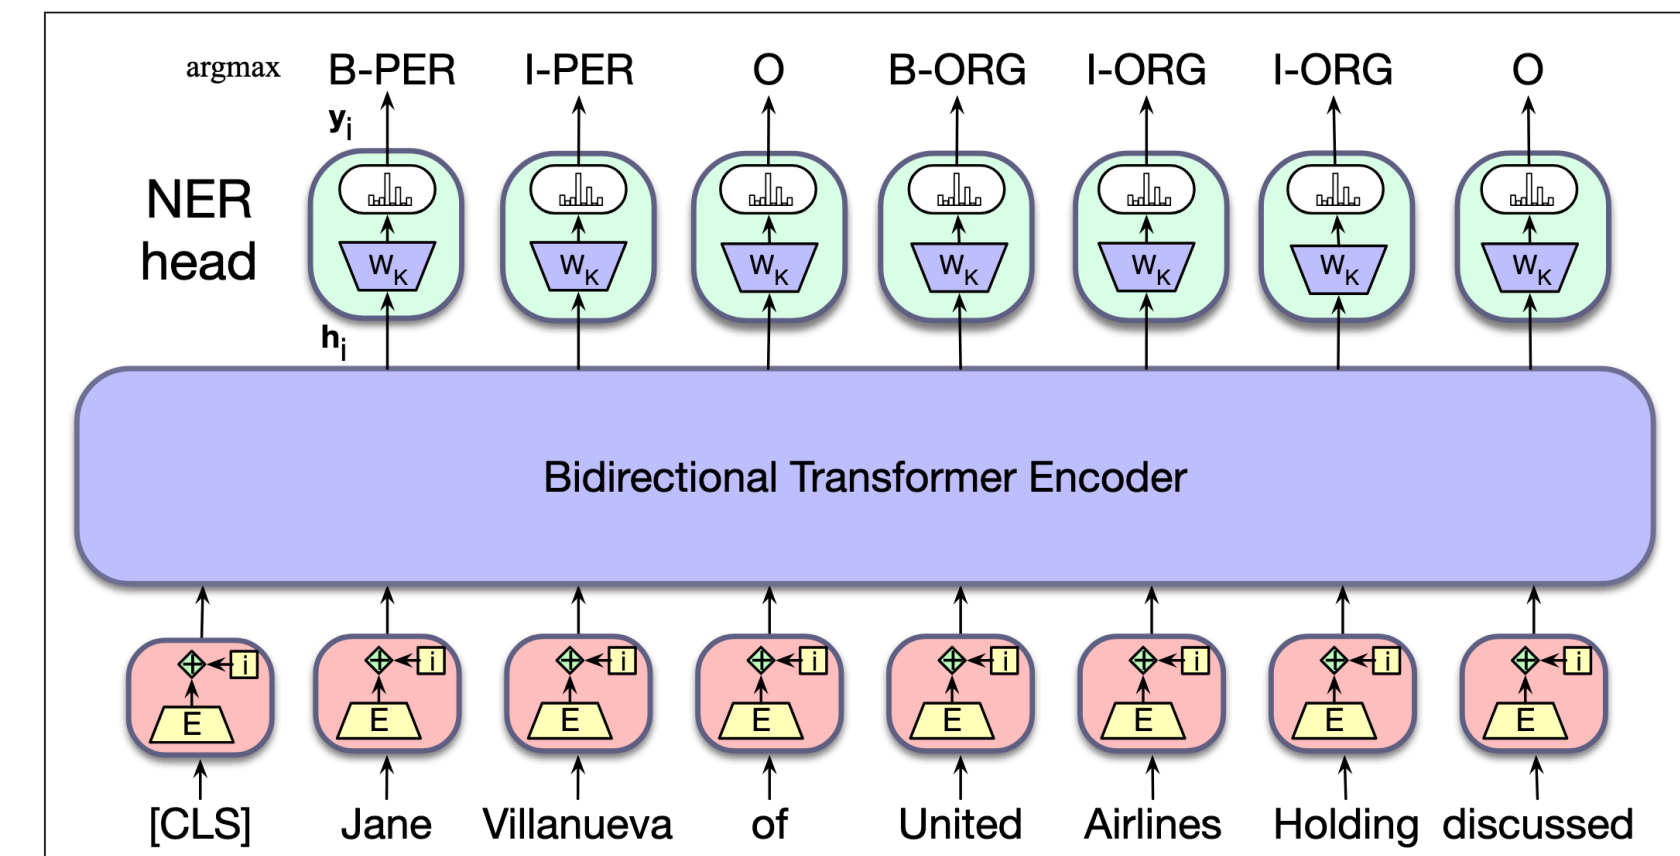 argmax B-PER I-PER O B-ORG I-ORG I-ORG O
yi
NER
head
WK WK WK WK WK WK WK
hi
Bidirectional Transformer Encoder
i i i i i i i i
E E E E E E E E
[CLS] Jane Villanueva of United Airlines Holding discussed